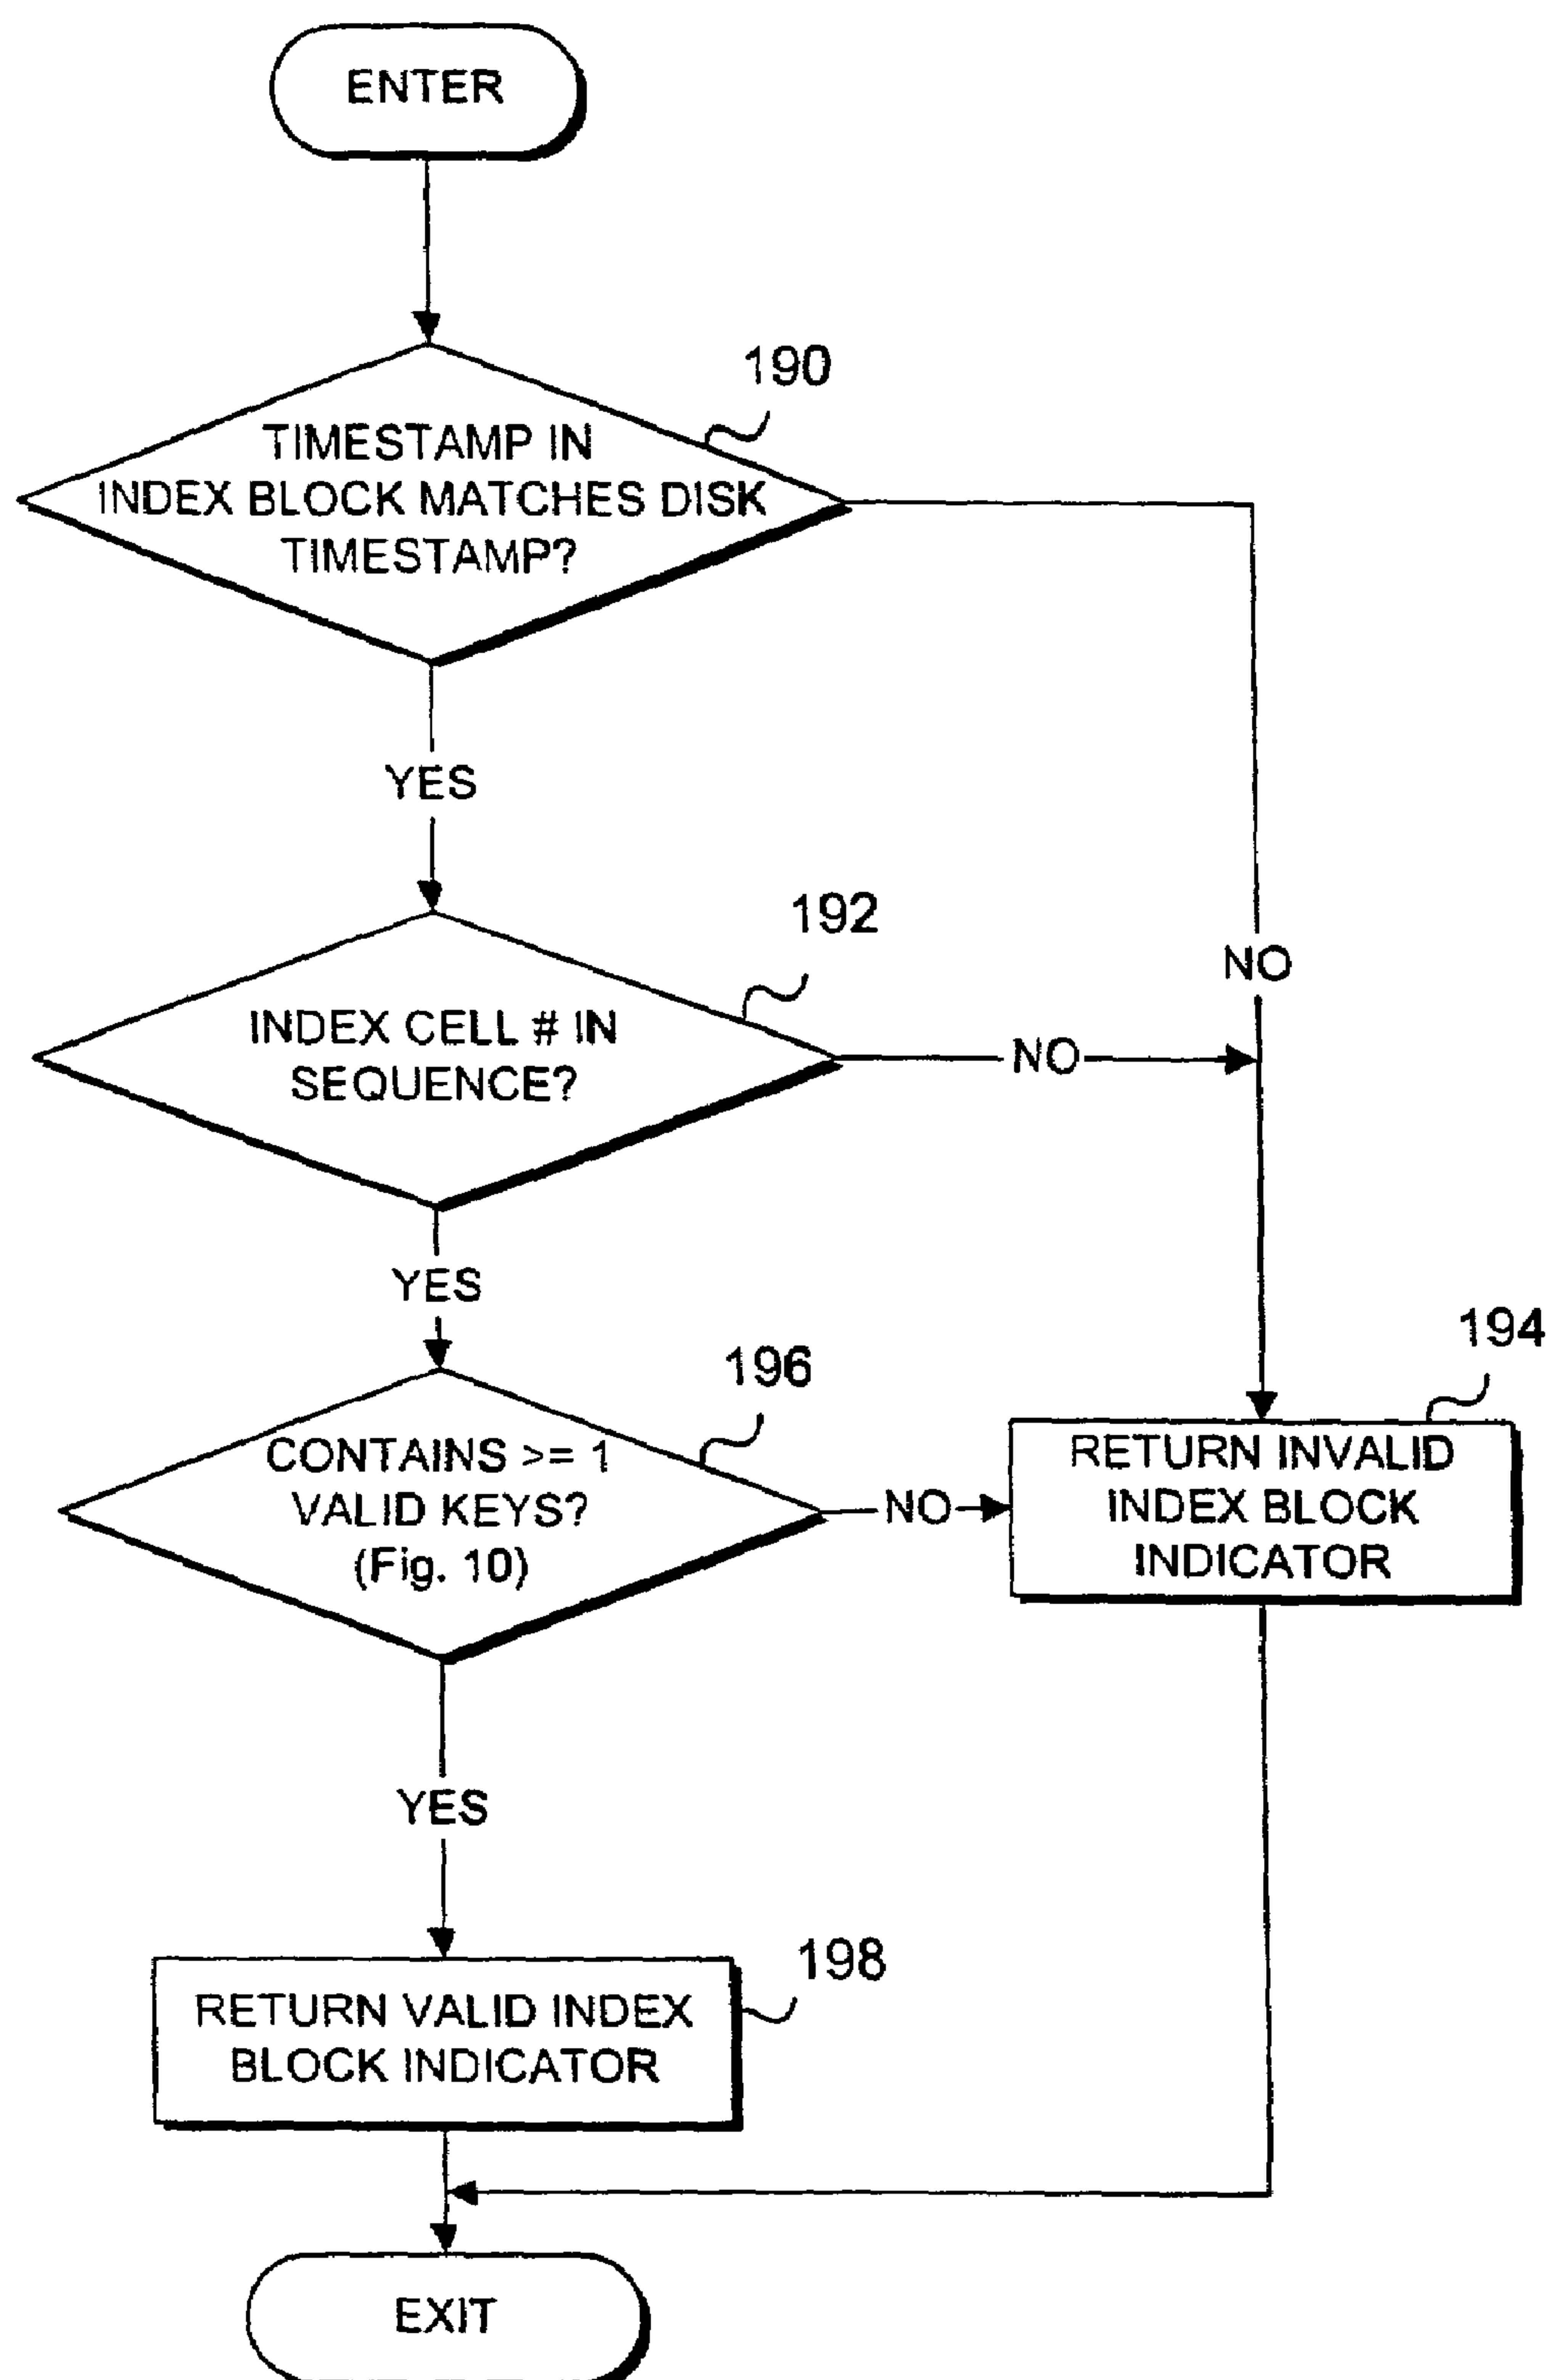 ENTER
190
TIMESTAMP IN
INDEX BLOCK MATCHES DISK
TIMESTAMP?
YES
NO
192
INDEX CELL # IN
SEQUENCE?
NO
YES
196
CONTAINS >= 1
VALID KEYS?
(Fig. 10)
NO
194
RETURN INVALID
INDEX BLOCK
INDICATOR
YES
198
RETURN VALID INDEX
BLOCK INDICATOR
EXIT